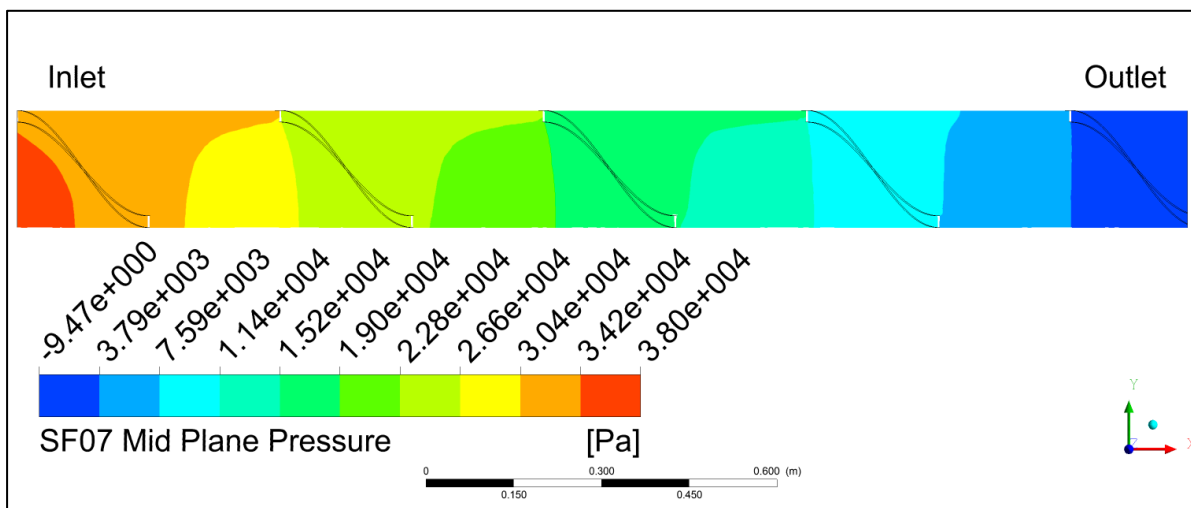 Inlet
Outlet
-9.47e+000
3.79e+003
7.59e+003
1.14e+004
1.52e+004
1.90e+004
2.28e+004
2.66e+004
3.04e+004
3.42e+004
3.80e+004
SF07 Mid Plane Pressure [Pa]
0 0.300 0.600 (m)
0.150 0.450
Y
X
Z